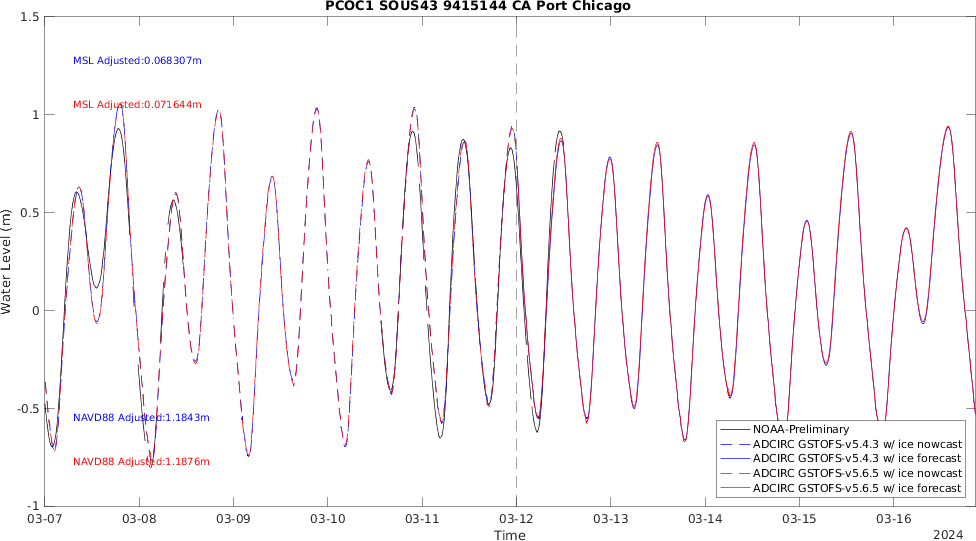 PCOC1 SOUS43 9415144 CA Port Chicago
1.5
MSL Adjusted:0.068307m
MSL Adjusted:0.071644m
1
0.5
Water Level (m)
0
-0.5
NAVD88 Adjusted:1.1843m
NAVD88 Adjusted:1.1876m
NOAA-Preliminary
ADCIRC GSTOFS-v5.4.3 w/ ice nowcast
ADCIRC GSTOFS-v5.4.3 w/ ice forecast
ADCIRC GSTOFS-v5.6.5 w/ ice nowcast
ADCIRC GSTOFS-v5.6.5 w/ ice forecast
-1
03-07 03-08 03-09 03-10 03-11 03-12 03-13 03-14 03-15 03-16
Time
2024